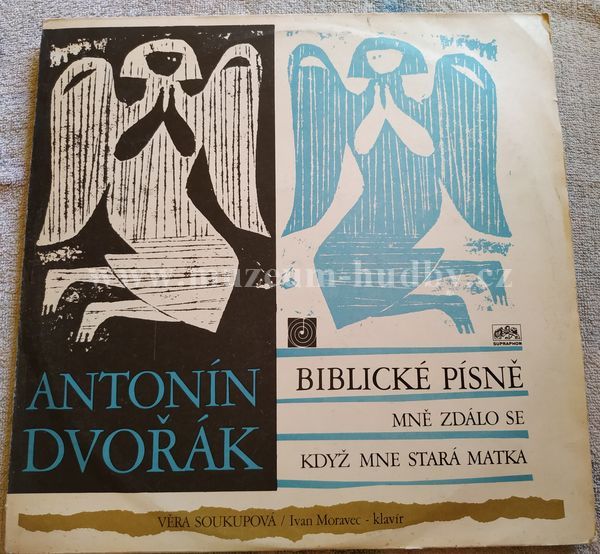 www.muzeum-hudby.cz
SUPRAPHON
ANTONÍN
DVOŘÁK
BIBLICKÉ PÍSNĚ
MNĚ ZDÁLO SE
KDYŽ MNE STARÁ MATKA
VĚRA SOUKUPOVÁ / Ivan Moravec - klavír